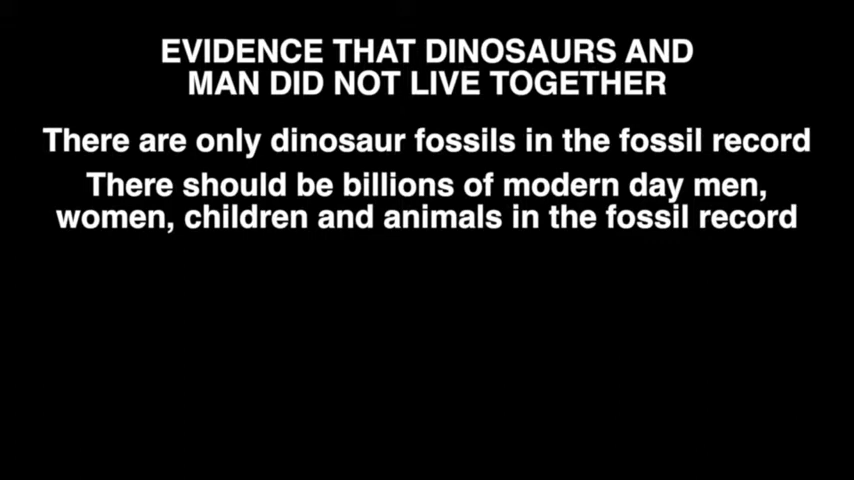 EVIDENCE THAT DINOSAURS AND
MAN DID NOT LIVE TOGETHER
There are only dinosaur fossils in the fossil record
There should be billions of modern day men,
women, children and animals in the fossil record